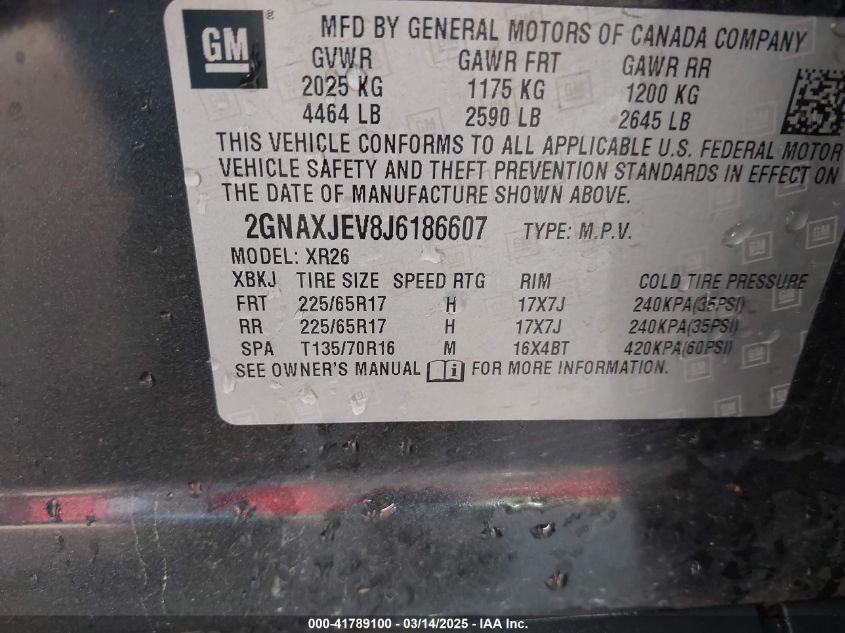 GM ®
MFD BY GENERAL MOTORS OF CANADA COMPANY
GVWR GAWR FRT GAWR RR
2025 KG 1175 KG 1200 KG
4464 LB 2590 LB 2645 LB
THIS VEHICLE CONFORMS TO ALL APPLICABLE U.S. FEDERAL MOTOR
VEHICLE SAFETY AND THEFT PREVENTION STANDARDS IN EFFECT ON
THE DATE OF MANUFACTURE SHOWN ABOVE.
2GNAXJEV8J6186607 TYPE: M.P.V.
MODEL: XR26
XBKJ TIRE SIZE SPEED RTG RIM COLD TIRE PRESSURE
FRT 225/65R17 H 17X7J 240KPA(35PSI)
RR 225/65R17 H 17X7J 240KPA(35PSI)
SPA T135/70R16 M 16X4BT 420KPA(60PSI)
SEE OWNER'S MANUAL i FOR MORE INFORMATION.
000-41789100 - 03/14/2025 - IAA Inc.